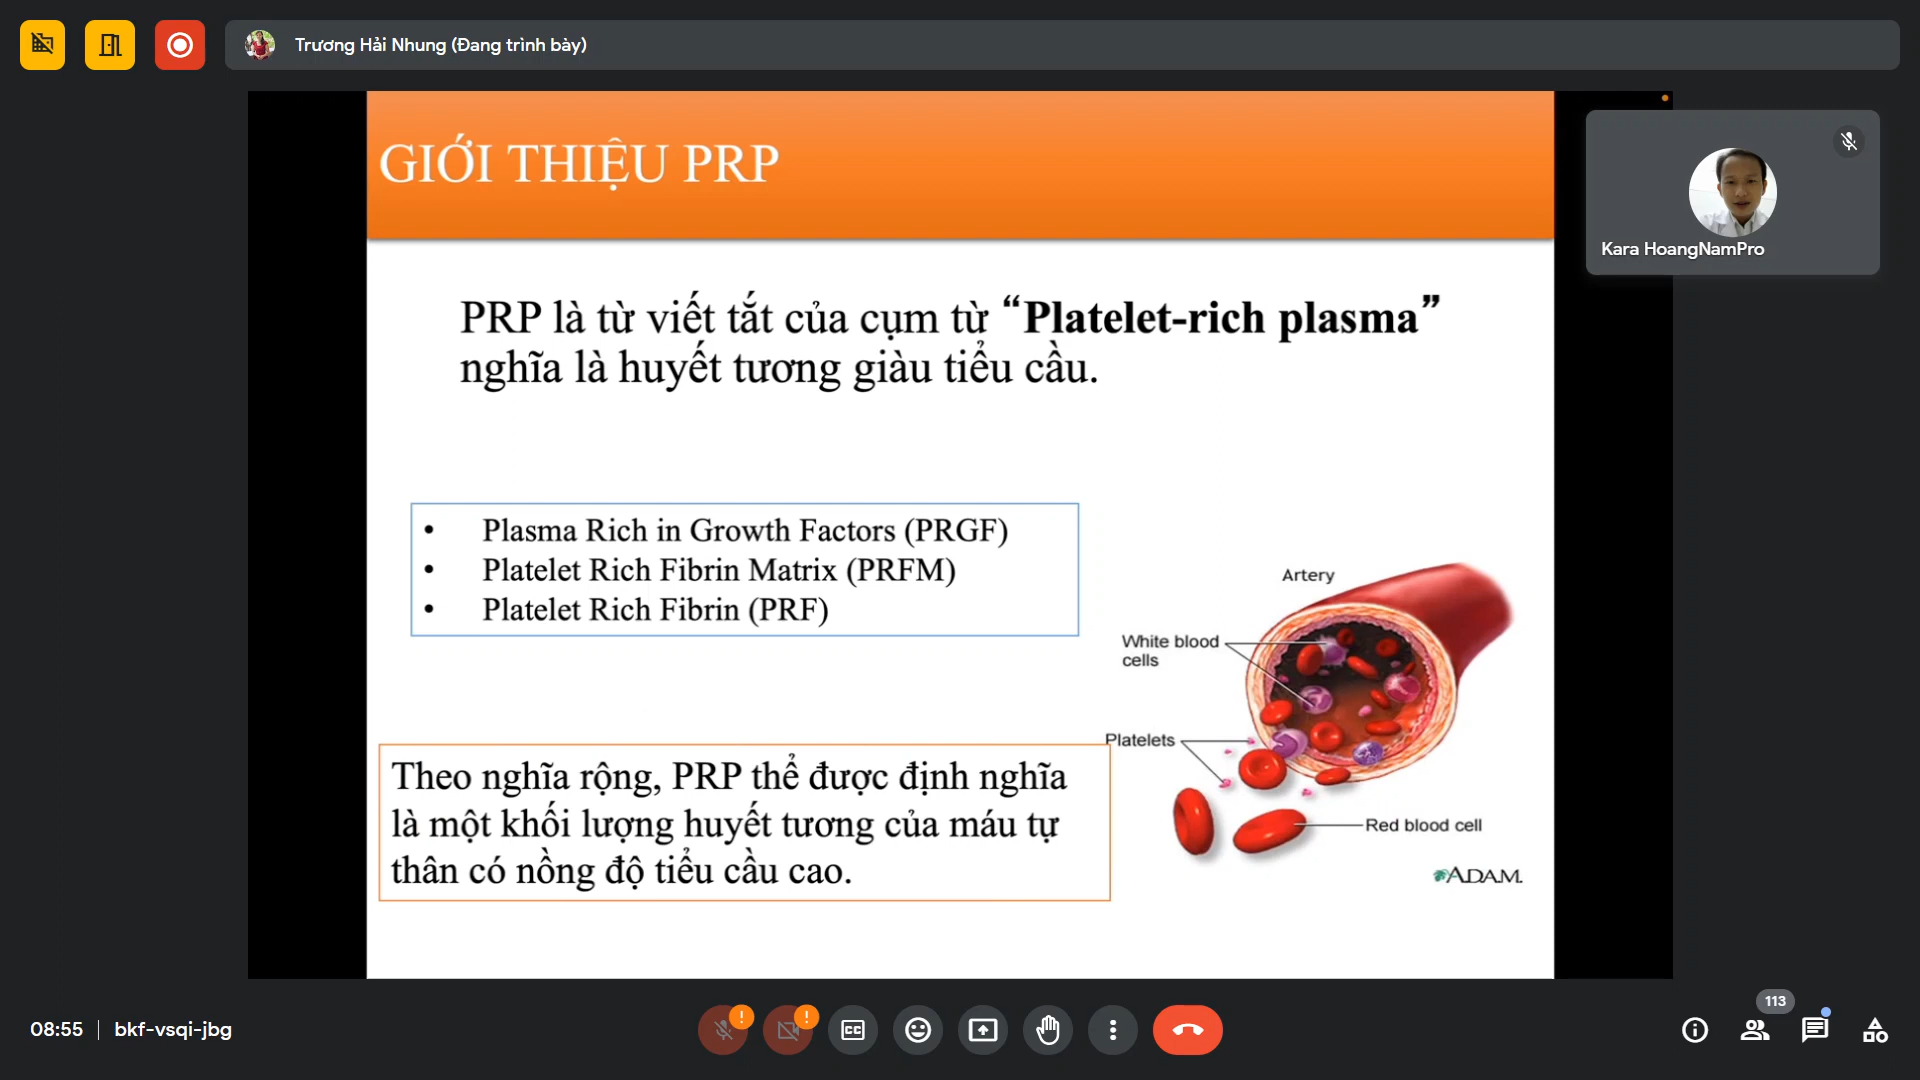 Trương Hải Nhung (Đang trình bày)
GIỚI THIỆU PRP
Kara HoangNamPro
PRP là từ viết tắt của cụm từ “Platelet-rich plasma”
nghĩa là huyết tương giàu tiểu cầu.
• Plasma Rich in Growth Factors (PRGF)
• Platelet Rich Fibrin Matrix (PRFM)
• Platelet Rich Fibrin (PRF)
Artery
White blood
cells
Platelets
Red blood cell
ADAM.
Theo nghĩa rộng, PRP thể được định nghĩa
là một khối lượng huyết tương của máu tự
thân có nồng độ tiểu cầu cao.
08:55 | bkf-vsqi-jbg
! ! CC
113